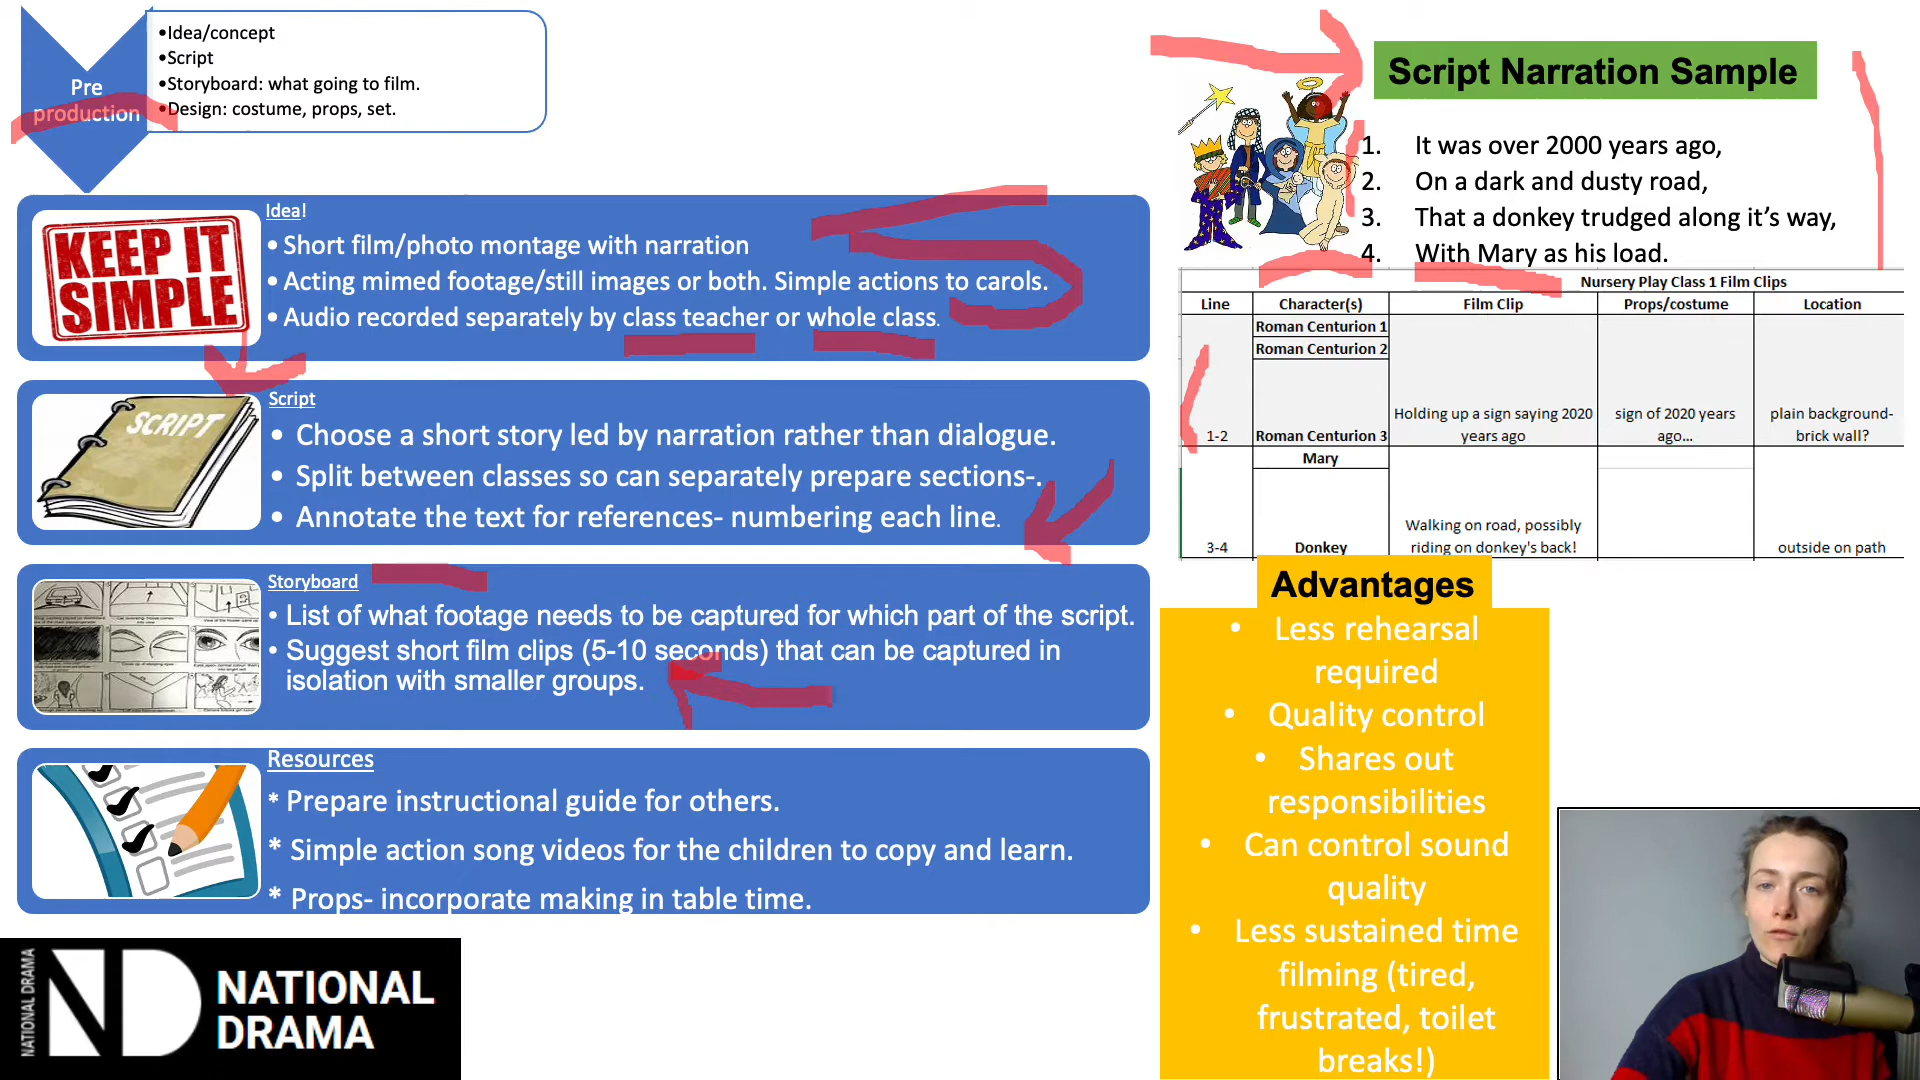 Pre
production
•Idea/concept
•Script
•Storyboard: what going to film.
•Design: costume, props, set.
KEEP IT
SIMPLE
Idea!
• Short film/photo montage with narration
• Acting mimed footage/still images or both. Simple actions to carols.
• Audio recorded separately by class teacher or whole class.
SCRIPT
Script
• Choose a short story led by narration rather than dialogue.
• Split between classes so can separately prepare sections-.
• Annotate the text for references- numbering each line.
Storyboard
• List of what footage needs to be captured for which part of the script.
• Suggest short film clips (5-10 seconds) that can be captured in
isolation with smaller groups.
Resources
* Prepare instructional guide for others.
* Simple action song videos for the children to copy and learn.
* Props- incorporate making in table time.
NATIONAL DRAMA
ND
NATIONAL
DRAMA
Script Narration Sample
1. It was over 2000 years ago,
2. On a dark and dusty road,
3. That a donkey trudged along it’s way,
4. With Mary as his load.
Nursery Play Class 1 Film Clips
Line Character(s) Film Clip Props/costume Location
Roman Centurion 1
Roman Centurion 2
Holding up a sign saying 2020 sign of 2020 years plain background-
1-2 Roman Centurion 3 years ago ago... brick wall?
Mary
Walking on road, possibly
3-4 Donkey riding on donkey's back! outside on path
Advantages
• Less rehearsal
required
• Quality control
• Shares out
responsibilities
• Can control sound
quality
• Less sustained time
filming (tired,
frustrated, toilet
breaks!)